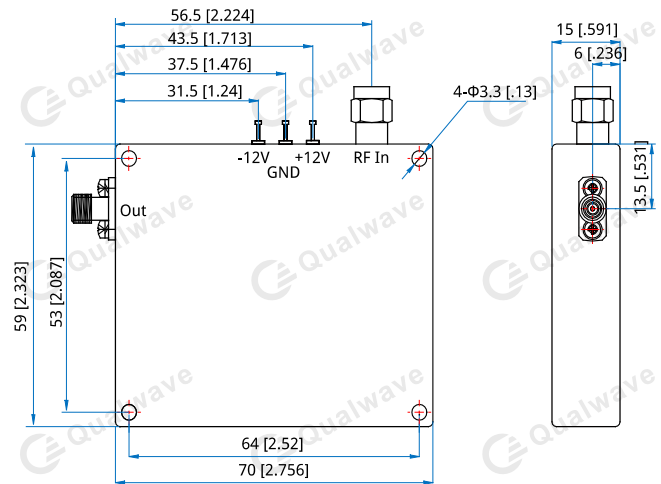 56.5 [2.224]
43.5 [1.713]
37.5 [1.476]
31.5 [1.24]
15 [.591]
6 [.236]
4-Φ3.3 [.13]
-12V
+12V
RF In
GND
Out
13.5 [.531]
59 [2.323]
53 [2.087]
64 [2.52]
70 [2.756]
Qualwave
Qualwave
Qualwave
Qualwave
Qualwave
Qualwave
Qualwave
Qualwave
Qualwave